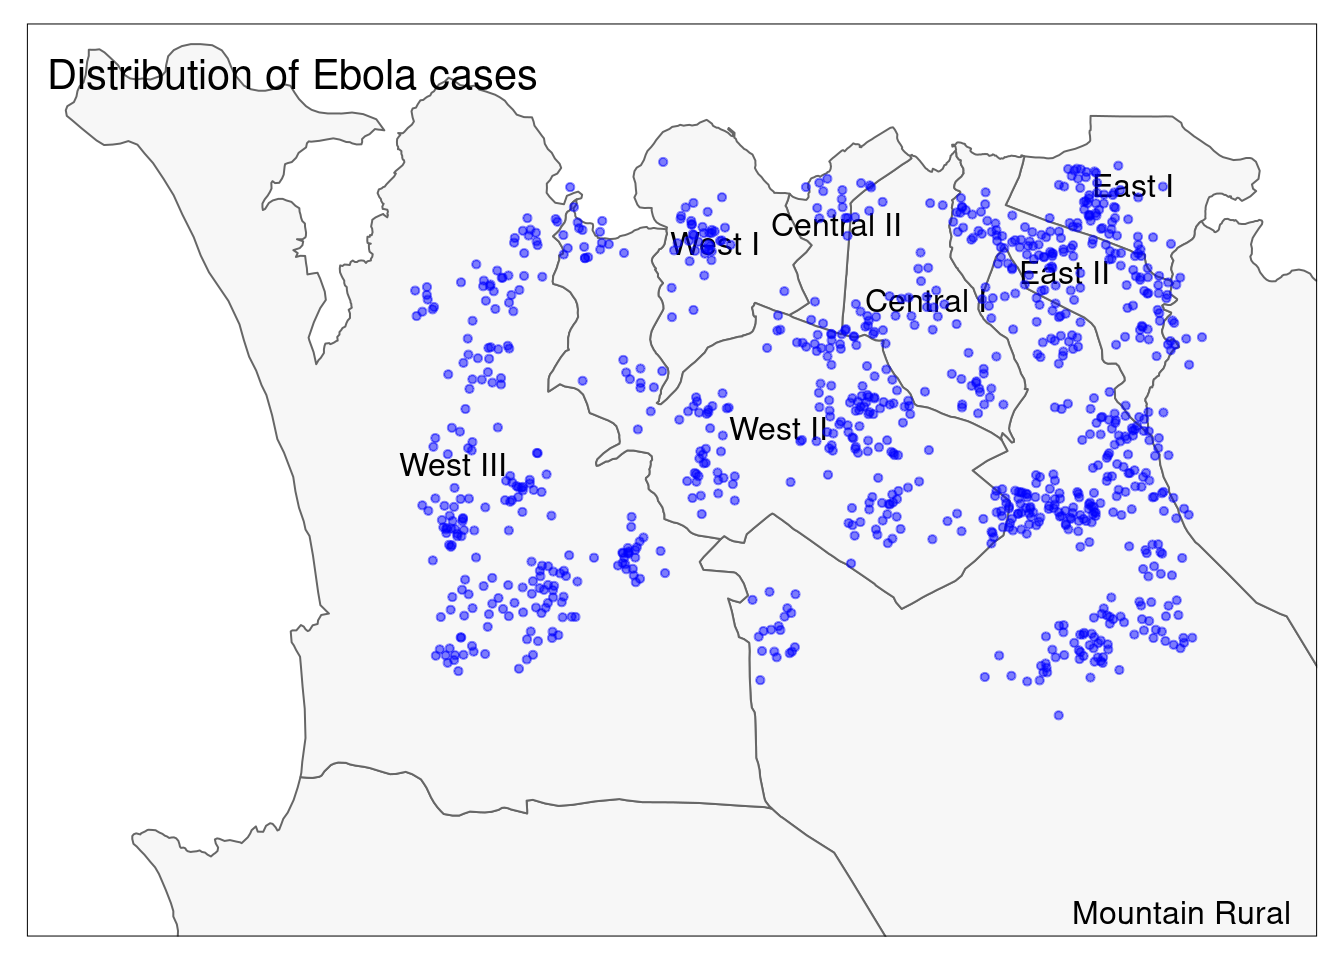 Distribution of Ebola cases
East I
Central II
West I
East II
Central I
West II
West III
Mountain Rural